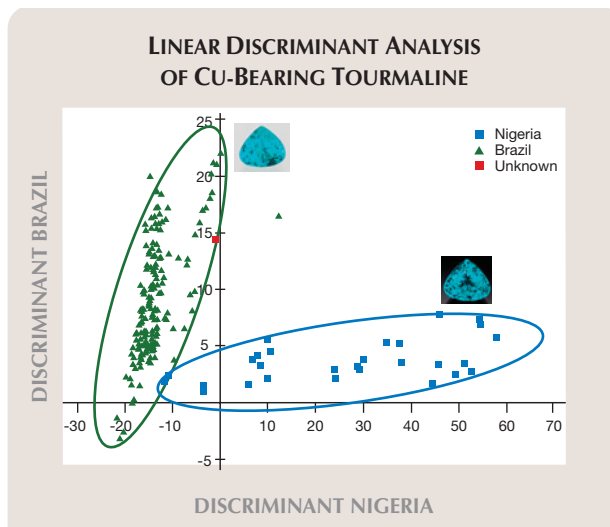 LINEAR DISCRIMINANT ANALYSIS
OF CU-BEARING TOURMALINE
DISCRIMINANT BRAZIL
25
20
15
10
5
-5
Nigeria
Brazil
Unknown
-30 -20 -10 0 10 20 30 40 50 60 70
DISCRIMINANT NIGERIA